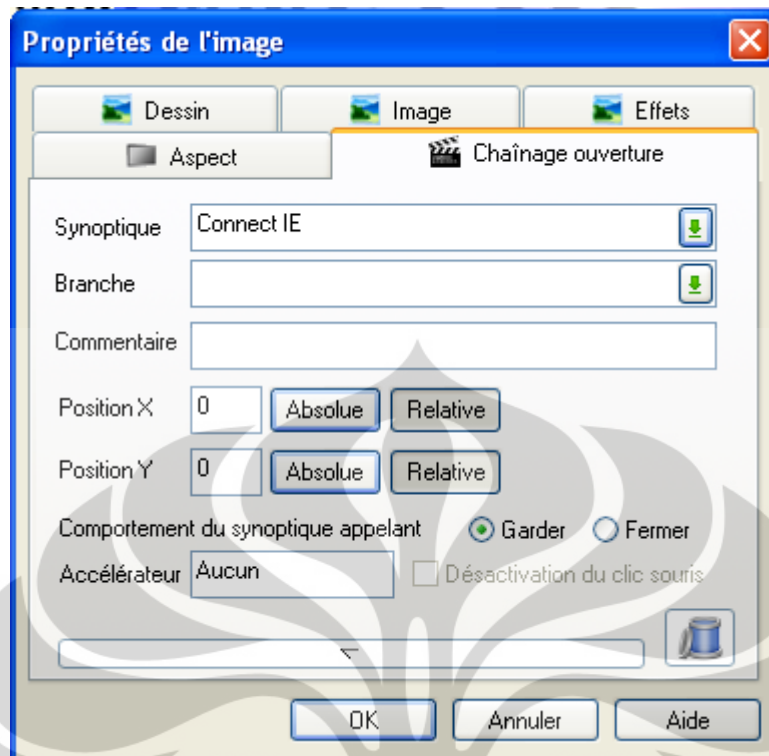 Propriétés de l'image
Dessin Image Effets
Aspect Chaînage ouverture
Synoptique Connect IE
Branche
Commentaire
Position X 0 Absolue Relative
Position Y 0 Absolue Relative
Comportement du synoptique appelant Garder Fermer
Accélérateur Aucun Désactivation du clic souris
OK Annuler Aide